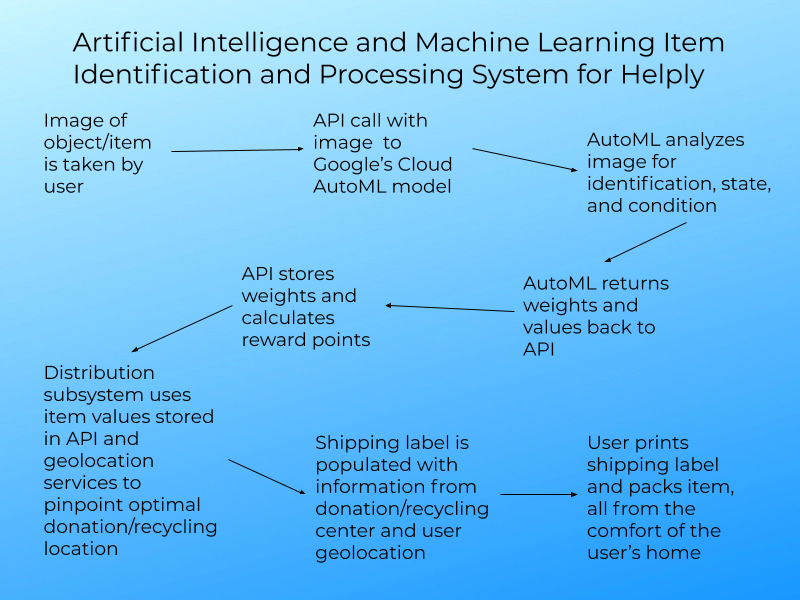 Artificial Intelligence and Machine Learning Item
Identification and Processing System for Helply
Image of
object/item
is taken by
user
API call with
image to
Google's Cloud
AutoML model
AutoML analyzes
image for
identification, state,
and condition
AutoML returns
weights and
values back to
API
API stores
weights and
calculates
reward points
Distribution
subsystem uses
item values stored
in API and
geolocation
services to
pinpoint optimal
donation/recycling
location
Shipping label is
populated with
information from
donation/recycling
center and user
geolocation
User prints
shipping label
and packs item,
all from the
comfort of the
user's home